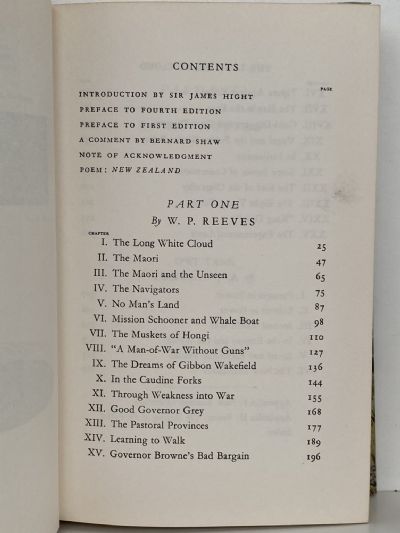 CONTENTS
PAGE
INTRODUCTION BY SIR JAMES HIGHT
PREFACE TO FOURTH EDITION
PREFACE TO FIRST EDITION
A COMMENT BY BERNARD SHAW
NOTE OF ACKNOWLEDGMENT
POEM: NEW ZEALAND
PART ONE
By W. P. REEVES
CHAPTER
I. The Long White Cloud 25
II. The Maori 47
III. The Maori and the Unseen 65
IV. The Navigators 75
V. No Man's Land 87
VI. Mission Schooner and Whale Boat 98
VII. The Muskets of Hongi 110
VIII. "A Man-of-War Without Guns" 127
IX. The Dreams of Gibbon Wakefield 136
X. In the Caudine Forks 144
XI. Through Weakness into War 155
XII. Good Governor Grey 168
XIII. The Pastoral Provinces 177
XIV. Learning to Walk 189
XV. Governor Browne's Bad Bargain 196